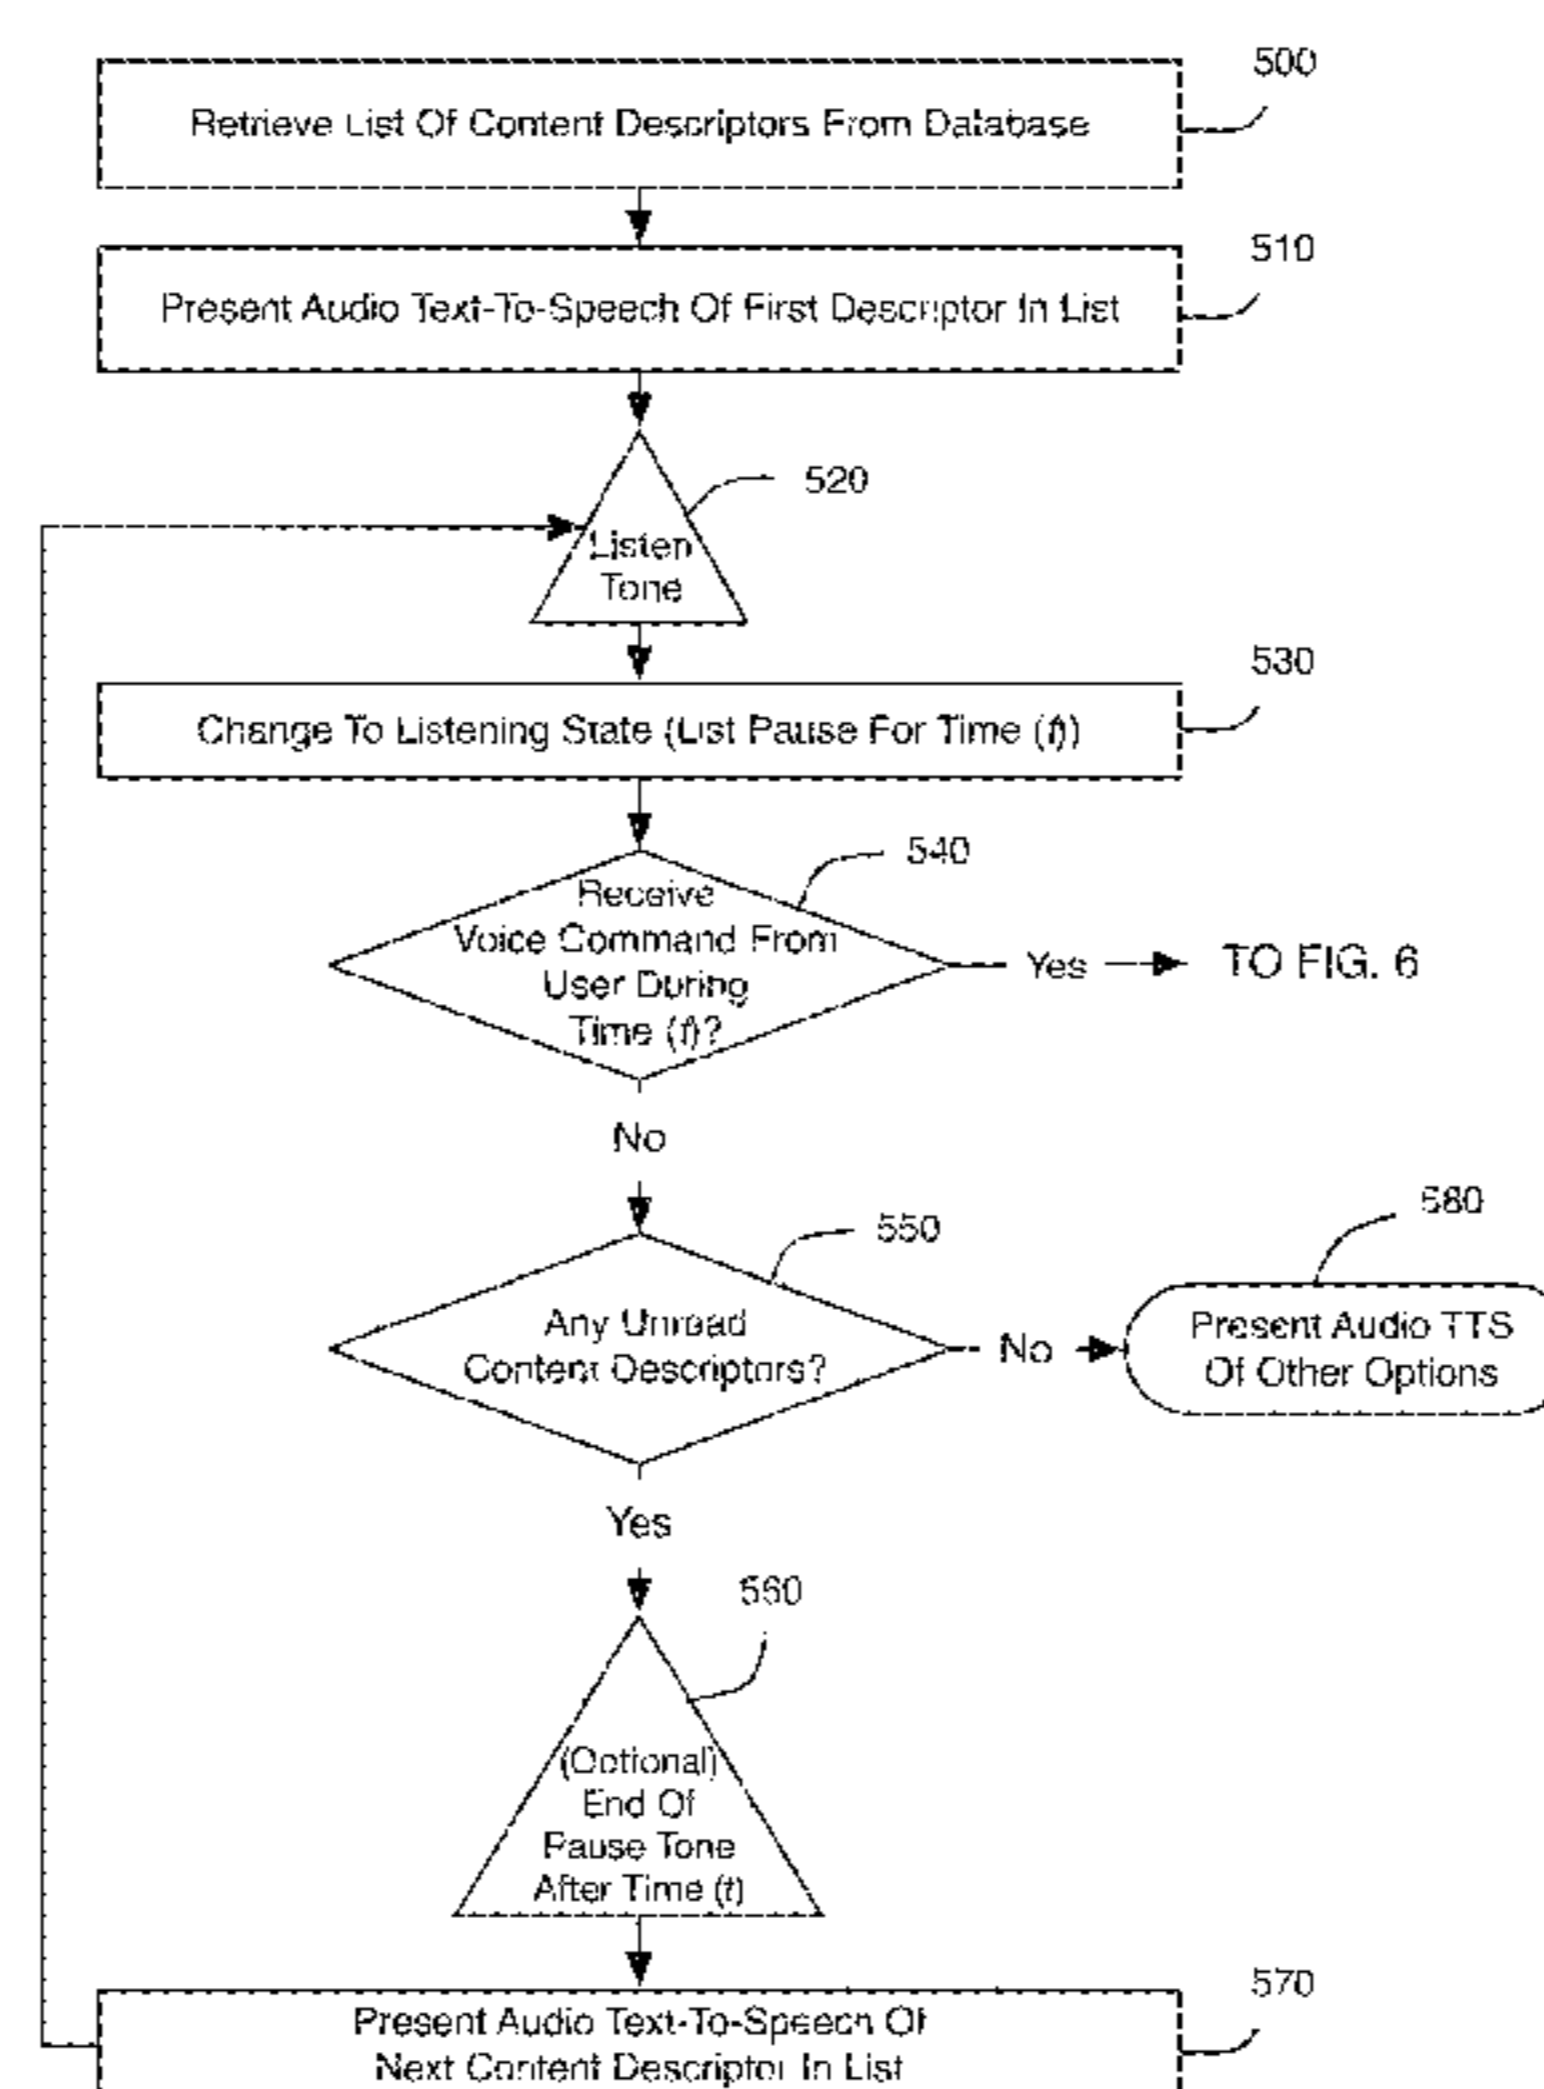 500
Retrieve List Of Content Descriptors From Database
510
Present Audio Text-To-Speech Of First Descriptor In List
520
Listen
Tone
530
Change To Listening State (List Pause For Time (t))
540
Receive
Voice Command From
User During
Time (t)?
Yes
TO FIG. 6
No
550
580
Any Unread
Content Descriptors?
No
Present Audio TTS
Of Other Options
Yes
560
(Optional)
End Of
Pause Tone
After Time (t)
570
Present Audio Text-To-Speech Of
Next Content Descriptor In List